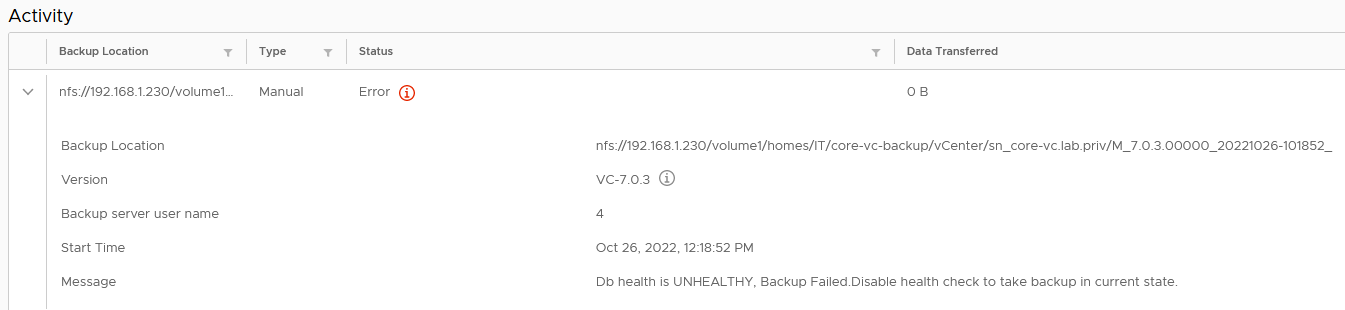 Activity
Backup Location Type Status Data Transferred
nfs://192.168.1.230/volume1... Manual Error 0 B
Backup Location nfs://192.168.1.230/volume1/homes/IT/core-vc-backup/vCenter/sn_core-vc.lab.priv/M_7.0.3.00000_20221026-101852_
Version VC-7.0.3
Backup server user name 4
Start Time Oct 26, 2022, 12:18:52 PM
Message Db health is UNHEALTHY, Backup Failed.Disable health check to take backup in current state.